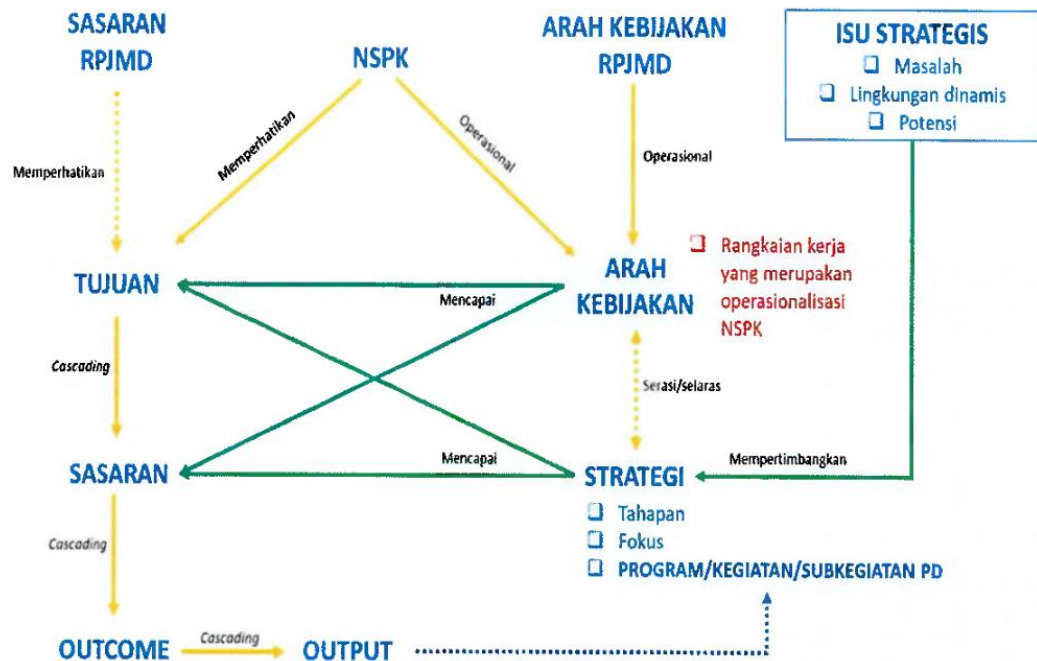 SASARAN
RPJMD
NSPK
ARAH KEBIJAKAN
RPJMD
ISU STRATEGIS
❑ Masalah
❑ Lingkungan dinamis
❑ Potensi
Memperhatikan
Memperhatikan
Operasional
Operasional
TUJUAN
Mencapai
ARAH
KEBIJAKAN
❑ Rangkaian kerja
yang merupakan
operasionalisasi
NSPK
Cascading
Serasi/selaras
SASARAN
Mencapai
STRATEGI
Mempertimbangkan
❑ Tahapan
❑ Fokus
❑ PROGRAM/KEGIATAN/SUBKEGIATAN PD
Cascading
OUTCOME
Cascading
OUTPUT